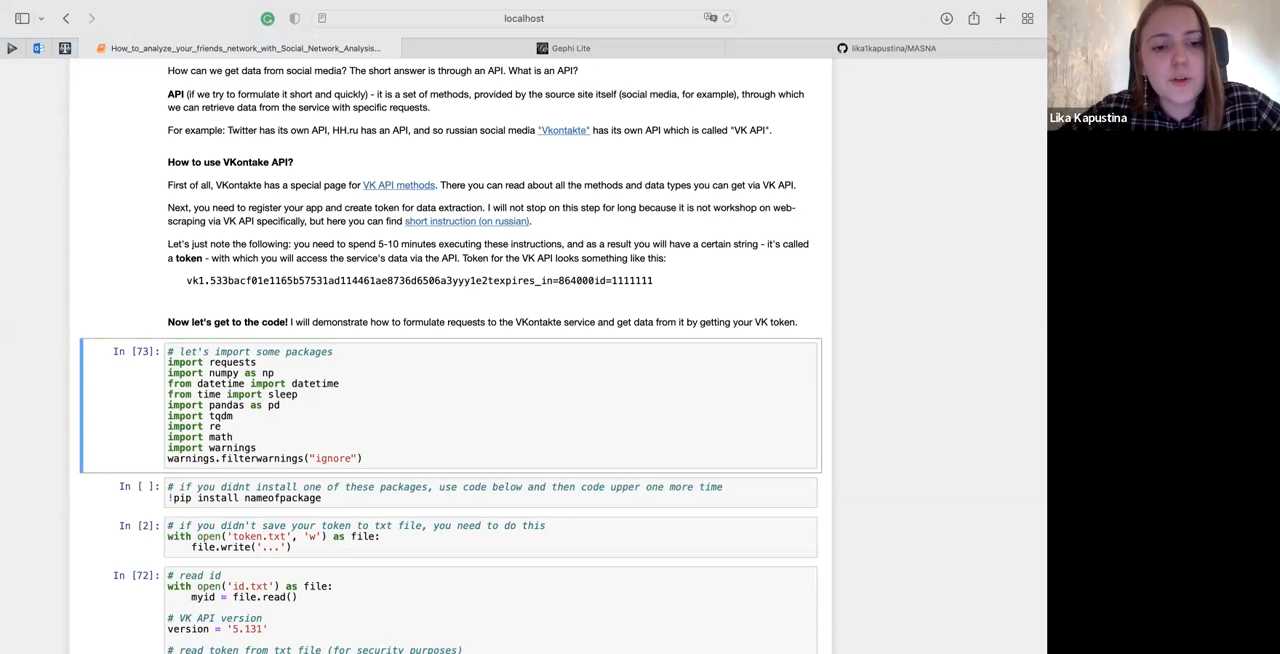 localhost
How_to_analyze_your_friends_network_with_Social_Network_Analysis...
Gephi Lite
lika1kapustina/MASNA
Lika Kapustina
How can we get data from social media? The short answer is through an API. What is an API?
API (if we try to formulate it short and quickly) - it is a set of methods, provided by the source site itself (social media, for example), through which
we can retrieve data from the service with specific requests.
For example: Twitter has its own API, HH.ru has an API, and so russian social media "Vkontakte" has its own API which is called "VK API".
How to use VKontake API?
First of all, VKontakte has a special page for VK API methods. There you can read about all the methods and data types you can get via VK API.
Next, you need to register your app and create token for data extraction. I will not stop on this step for long because it is not workshop on web-
scraping via VK API specifically, but here you can find short instruction (on russian).
Let's just note the following: you need to spend 5-10 minutes executing these instructions, and as a result you will have a certain string - it's called
a token - with which you will access the service's data via the API. Token for the VK API looks something like this:
vk1.533bacf01e1165b57531ad114461ae8736d6506a3yyy1e2texpires_in=864000id=1111111
Now let's get to the code! I will demonstrate how to formulate requests to the VKontakte service and get data from it by getting your VK token.
In [73]: # let's import some packages
import requests
import numpy as np
from datetime import datetime
from time import sleep
import pandas as pd
import tqdm
import re
import math
import warnings
warnings.filterwarnings("ignore")
In [ ]: # if you didnt install one of these packages, use code below and then code upper one more time
!pip install nameofpackage
In [2]: # if you didn't save your token to txt file, you need to do this
with open('token.txt', 'w') as file:
file.write('...')
In [72]: # read id
with open('id.txt') as file:
myid = file.read()
# VK API version
version = '5.131'
# read token from txt file (for security purposes)